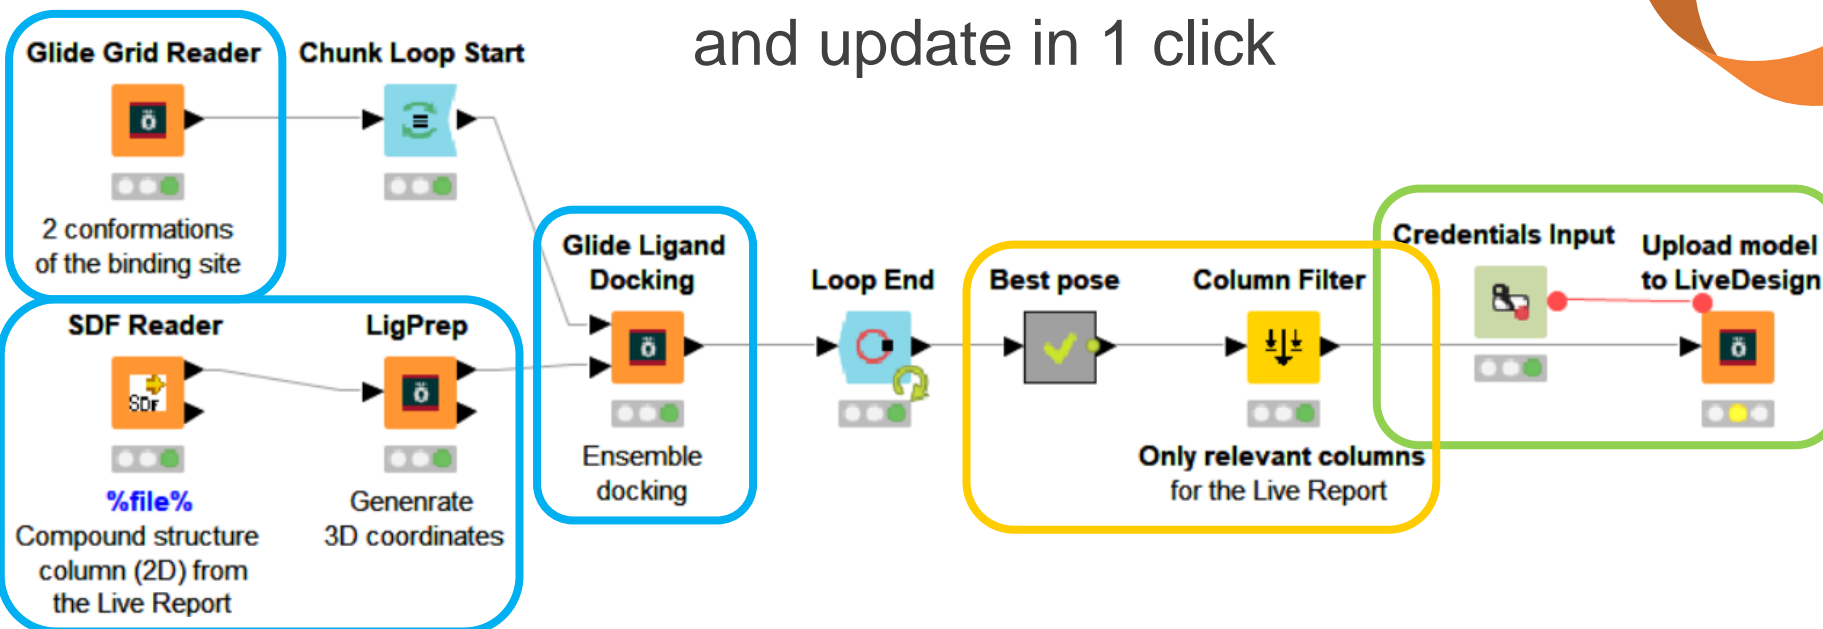 and update in 1 click
Glide Grid Reader
2 conformations
of the binding site
Chunk Loop Start
SDF Reader
SDF
%file%
Compound structure
column (2D) from
the Live Report
LigPrep
Genenrate
3D coordinates
Glide Ligand
Docking
Ensemble
docking
Loop End
Best pose
Column Filter
Only relevant columns
for the Live Report
Credentials Input
Upload model
to LiveDesign
ö
ö
ö
ö